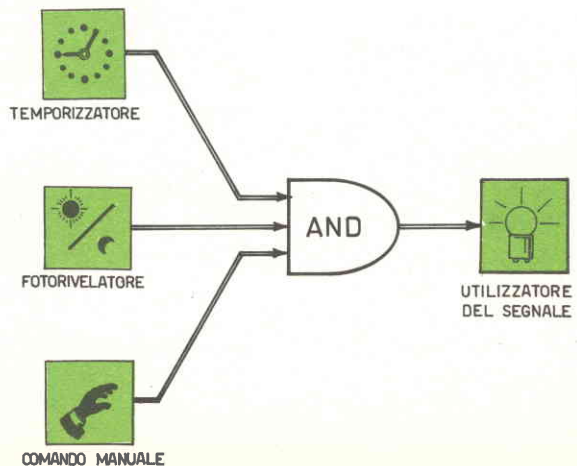 TEMPORIZZATORE
FOTORIVELATORE
COMANDO MANUALE
AND
UTILIZZATORE
DEL SEGNALE